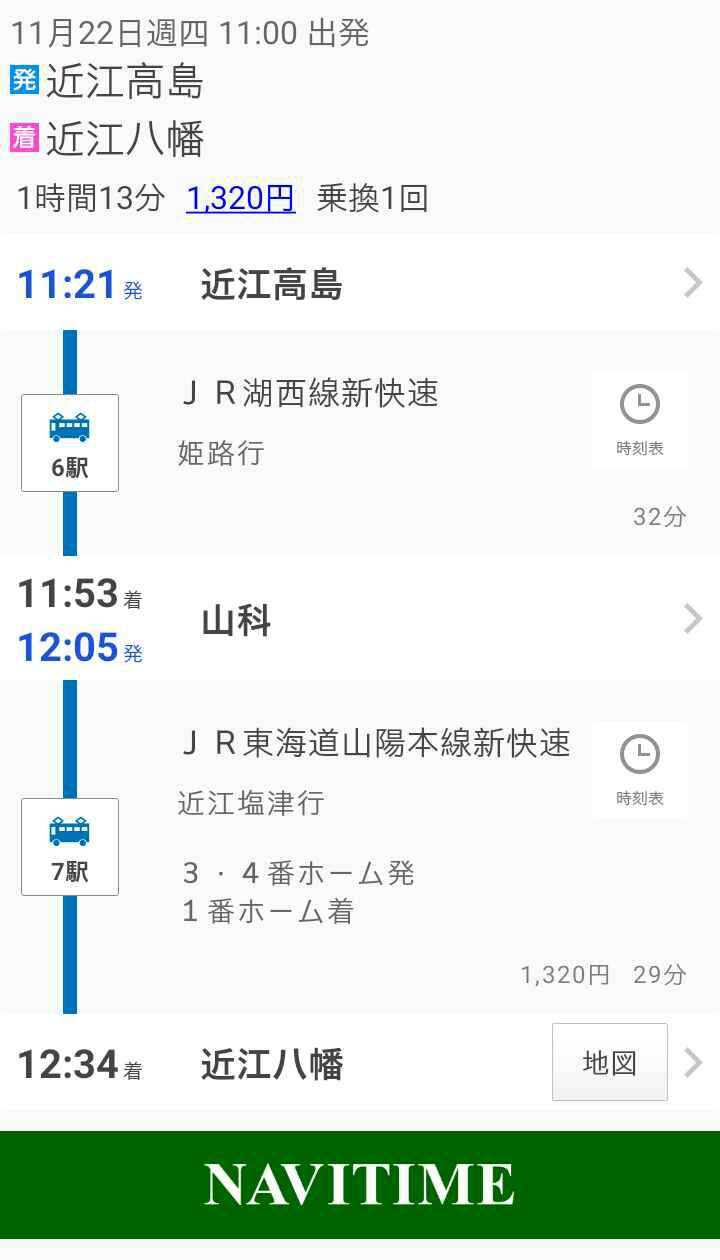 11月22日週四 11:00 出発
発 近江高島
着 近江八幡
1時間13分 1,320円 乗換1回
11:21 発 近江高島
ＪＲ湖西線新快速
姫路行
6駅
時刻表
32分
11:53 着
12:05 発
山科
ＪＲ東海道山陽本線新快速
近江塩津行
時刻表
7駅
３・４番ホーム発
１番ホーム着
1,320円 29分
12:34 着 近江八幡 地図
NAVITIME